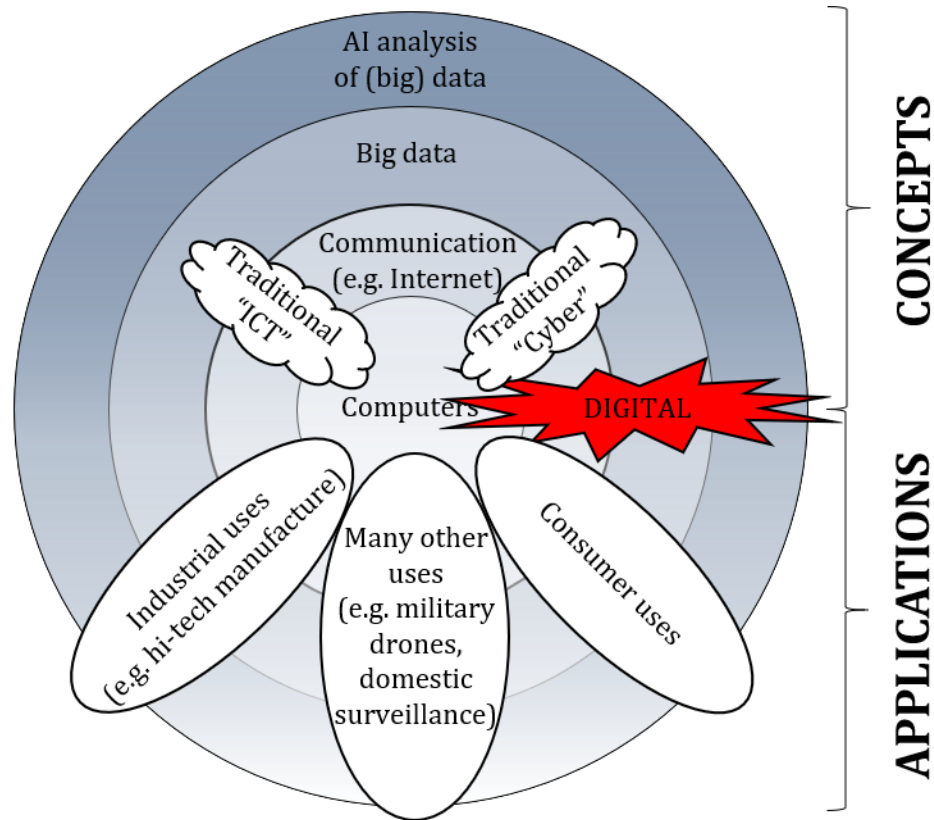 AI analysis
of (big) data
Big data
Communication
(e.g. Internet)
Traditional
“ICT”
Traditional
“Cyber”
Computers
DIGITAL
Industrial uses
(e.g. hi-tech manufacture)
Many other
uses
(e.g. military
drones,
domestic
surveillance)
Consumer uses
CONCEPTS
APPLICATIONS